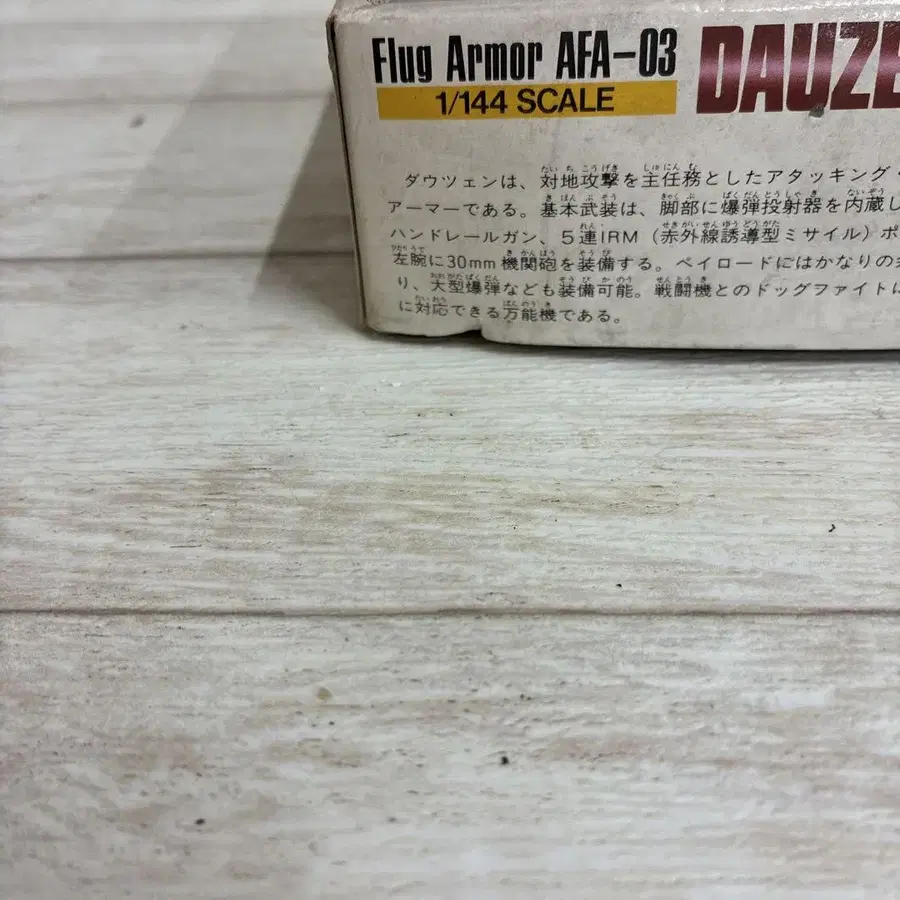 Flug Armor AFA-03 DAUZE
1/144 SCALE
ダウツェンは、対地攻撃を主任務としたアタッキング・
アーマーである。基本武装は、脚部に爆弾投射器を内蔵し
ハンドレールガン、5連IRM（赤外線誘導型ミサイル）ポ
左腕に30mm機関砲を装備する。ペイロードにはかなりの
り、大型爆弾なども装備可能。戦闘機とのドッグファイトに
に対応できる万能機である。